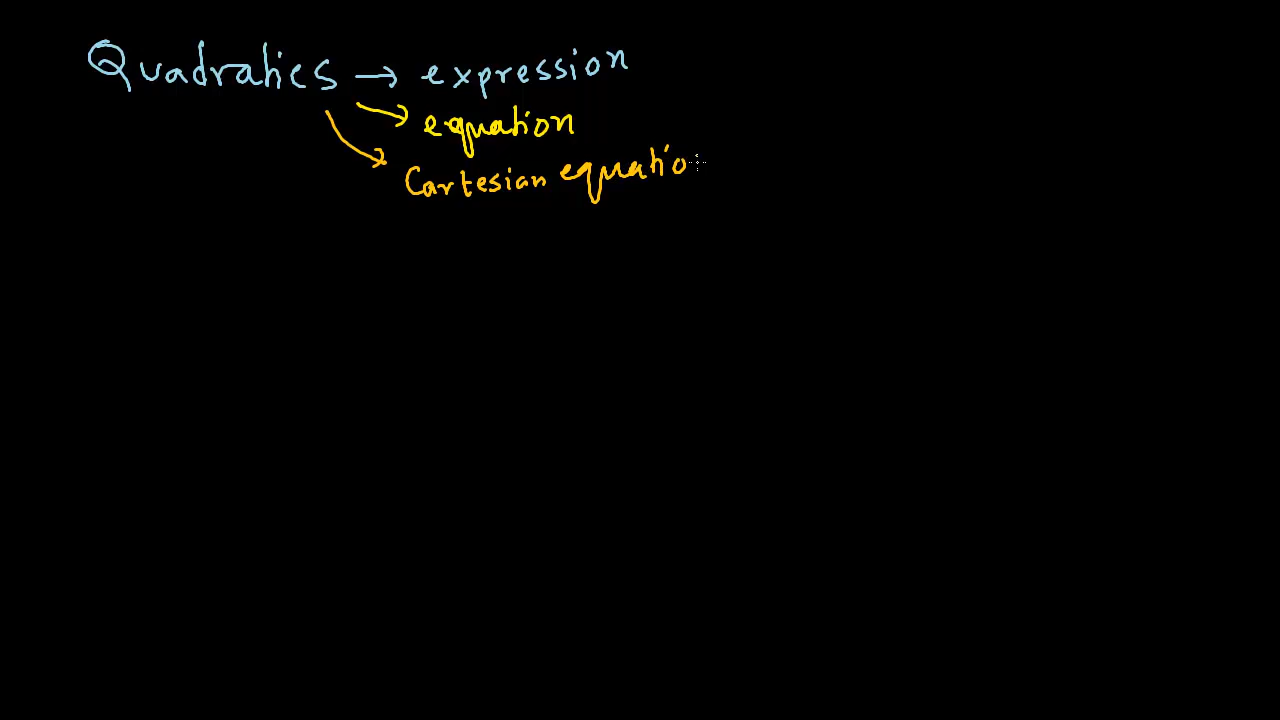 Quadratics → expression
→ equation
→ Cartesian equatio